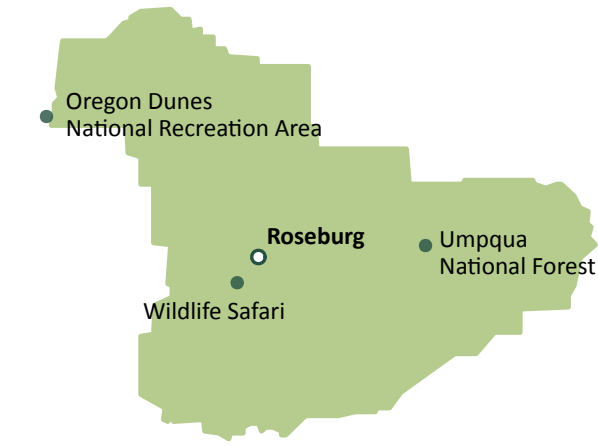 Oregon Dunes
National Recreation Area
Roseburg
Umpqua
National Forest
Wildlife Safari